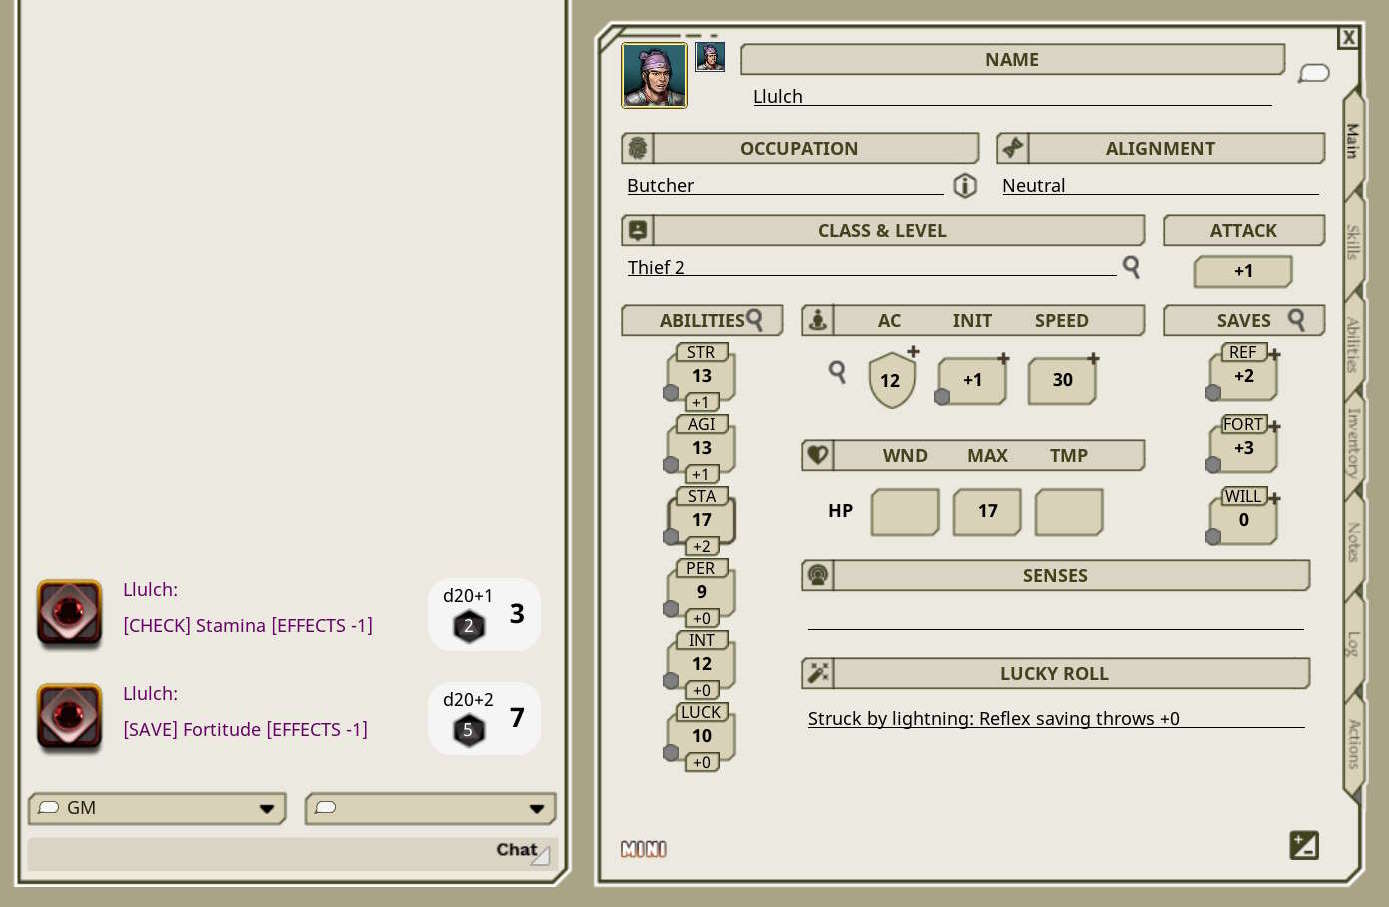 Llulch:
d20+1
[CHECK] Stamina [EFFECTS -1]
2
3
Llulch:
d20+2
[SAVE] Fortitude [EFFECTS -1]
5
7
GM
Chat
X
NAME
Llulch
OCCUPATION
ALIGNMENT
Butcher
Neutral
CLASS & LEVEL
ATTACK
Thief 2
+1
ABILITIES
STR
13
+1
AGI
13
+1
STA
17
+2
PER
9
+0
INT
12
+0
LUCK
10
+0
AC INIT SPEED
12 +1 30
WND MAX TMP
HP 17
SENSES
LUCKY ROLL
Struck by lightning: Reflex saving throws +0
SAVES
REF
+2
FORT
+3
WILL
0
MINI
Main
Skills
Abilities
Inventory
Notes
Log
Actions